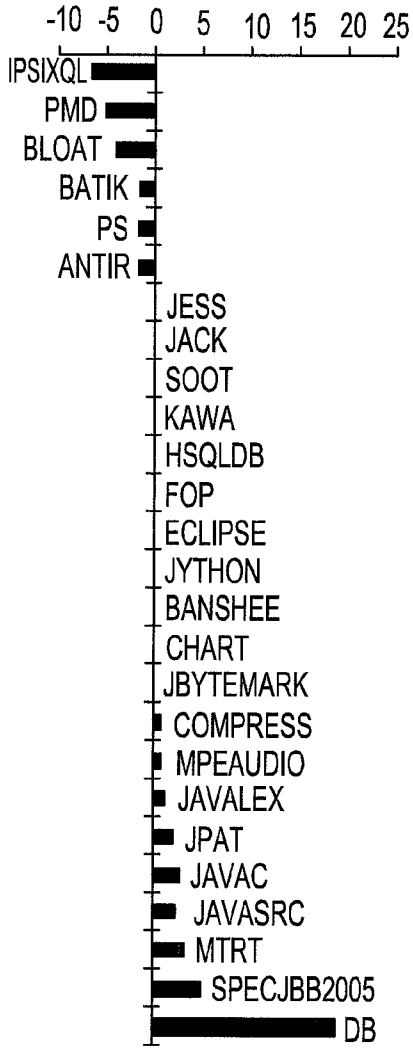 -10 -5 0 5 10 15 20 25
IPSIXQL
PMD
BLOAT
BATIK
PS
ANTIR
JESS
JACK
SOOT
KAWA
HSQLDB
FOP
ECLIPSE
JYTHON
BANSHEE
CHART
JBYTEMARK
COMPRESS
MPEAUDIO
JAVALEX
JPAT
JAVAC
JAVASRC
MTRT
SPECJBB2005
DB